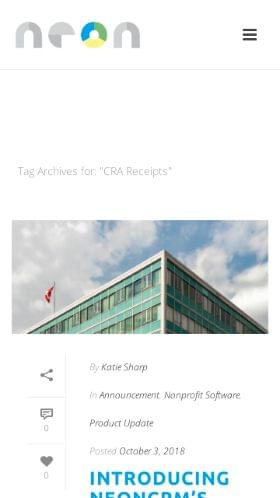 neon
Tag Archives for: "CRA Receipts"
By Katie Sharp
In Announcement, Nonprofit Software,
Product Update
0
Posted October 3, 2018
0
INTRODUCING
NEONCRM'S